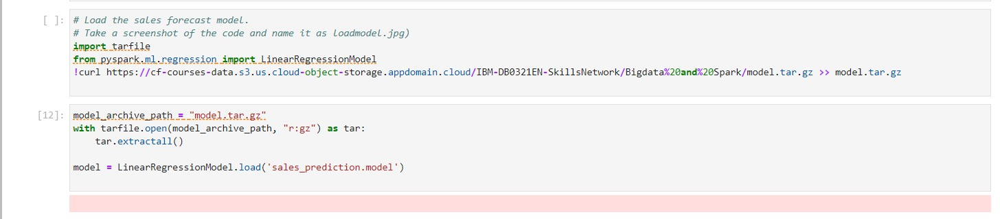 [ ]:
# Load the sales forecast model.
# Take a screenshot of the code and name it as loadmodel.jpg)
import tarfile
from pyspark.ml.regression import LinearRegressionModel
!curl https://cf-courses-data.s3.us.cloud-object-storage.appdomain.cloud/IBM-DB0321EN-SkillsNetwork/Bigdata%20and%20Spark/model.tar.gz >> model.tar.gz
[12]:
model_archive_path = "model.tar.gz"
with tarfile.open(model_archive_path, "r:gz") as tar:
    tar.extractall()
model = LinearRegressionModel.load('sales_prediction.model')